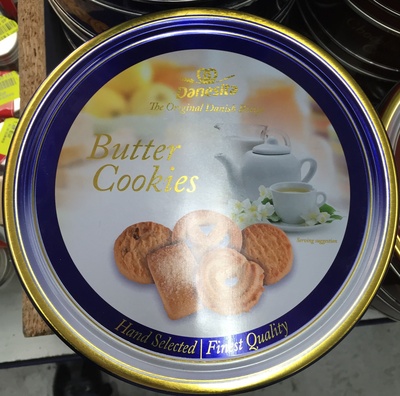 Danesita
The Original Danish
Butter
Cookies
Serving suggestion
Hand Selected | Finest Quality